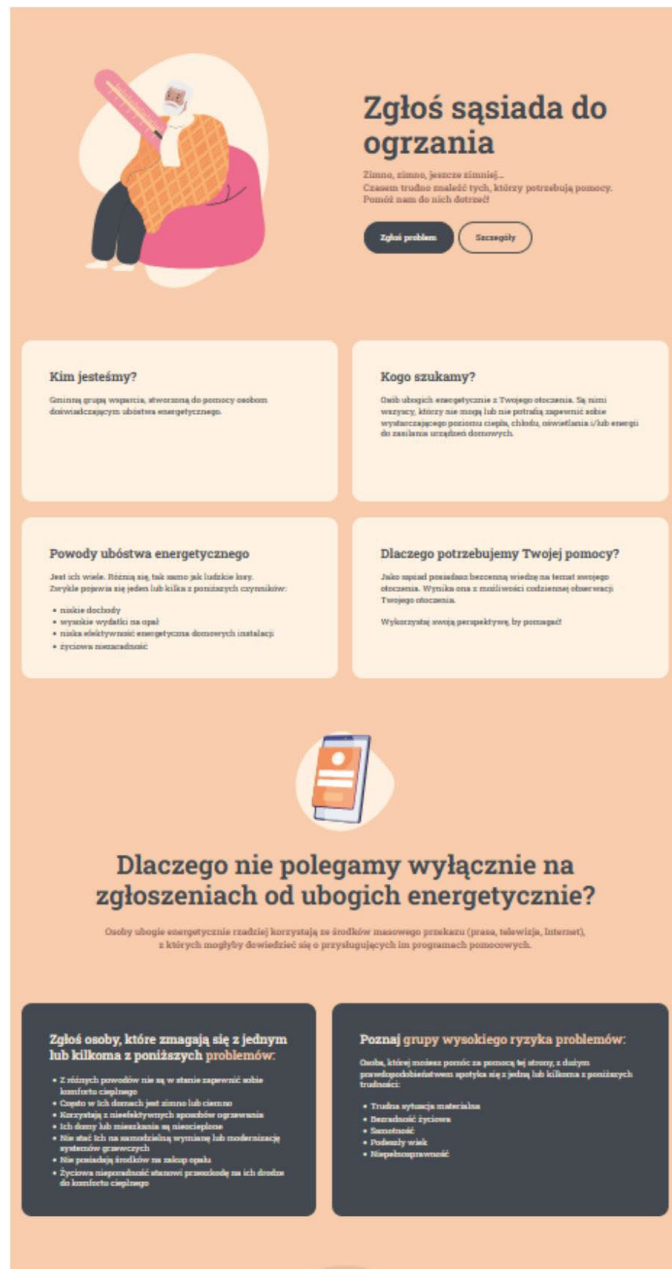 Zgłoś sąsiada do
ogrzania
Zimno, zimno, jeszcze zimniej...
Czasem trudno znaleźć tych, którzy potrzebują pomocy.
Pomóż nam do nich dotrzeć!
Zgłoś problem
Szczegóły
Kim jesteśmy?
Gminną grupą wsparcia, stworzoną do pomocy osobom
doświadczającym ubóstwa energetycznego.
Kogo szukamy?
Osób ubogich energetycznie z Twojego otoczenia. Są nimi
wszyscy, którzy nie mogą lub nie potrafią zapewnić sobie
wystarczającego poziomu ciepła, chłodu, oświetlania i/lub energii
do zasilania urządzeń domowych.
Powody ubóstwa energetycznego
Jest ich wiele. Różnią się, tak samo jak ludzkie losy.
Zwykle pojawia się jeden lub kilka z poniższych czynników:
• niskie dochody
• wysokie wydatki na opał
• niska efektywność energetyczna domowych instalacji
• życiowa niezaradność
Dlaczego potrzebujemy Twojej pomocy?
Jako sąsiad posiadasz bezcenną wiedzę na temat swojego
otoczenia. Wynika ona z możliwości codziennej obserwacji
Twojego otoczenia.
Wykorzystaj swoją perspektywę, by pomagać!
Dlaczego nie polegamy wyłącznie na
zgłoszeniach od ubogich energetycznie?
Osoby ubogie energetycznie rzadziej korzystają ze środków masowego przekazu (prasa, telewizja, Internet),
z których mogłyby dowiedzieć się o przysługujących im programach pomocowych.
Zgłoś osoby, które zmagają się z jednym
lub kilkoma z poniższych problemów:
• Z różnych powodów nie są w stanie zapewnić sobie
komfortu cieplnego
• Często w ich domach jest zimno lub ciemno
• Korzystają z nieefektywnych sposobów ogrzewania
• Ich domy lub mieszkania są nieocieplone
• Nie stać ich na samodzielną wymianę lub modernizację
systemów grzewczych
• Nie posiadają środków na zakup opału
• Życiowa nieporadność stanowi przeszkodę na ich drodze
do komfortu cieplnego
Poznaj grupy wysokiego ryzyka problemów:
Osoba, której możesz pomóc za pomocą tej strony, z dużym
prawdopodobieństwem spotyka się z jedną lub kilkoma z poniższych
trudności:
• Trudna sytuacja materialna
• Bezradność życiowa
• Samotność
• Podeszły wiek
• Niepełnosprawność